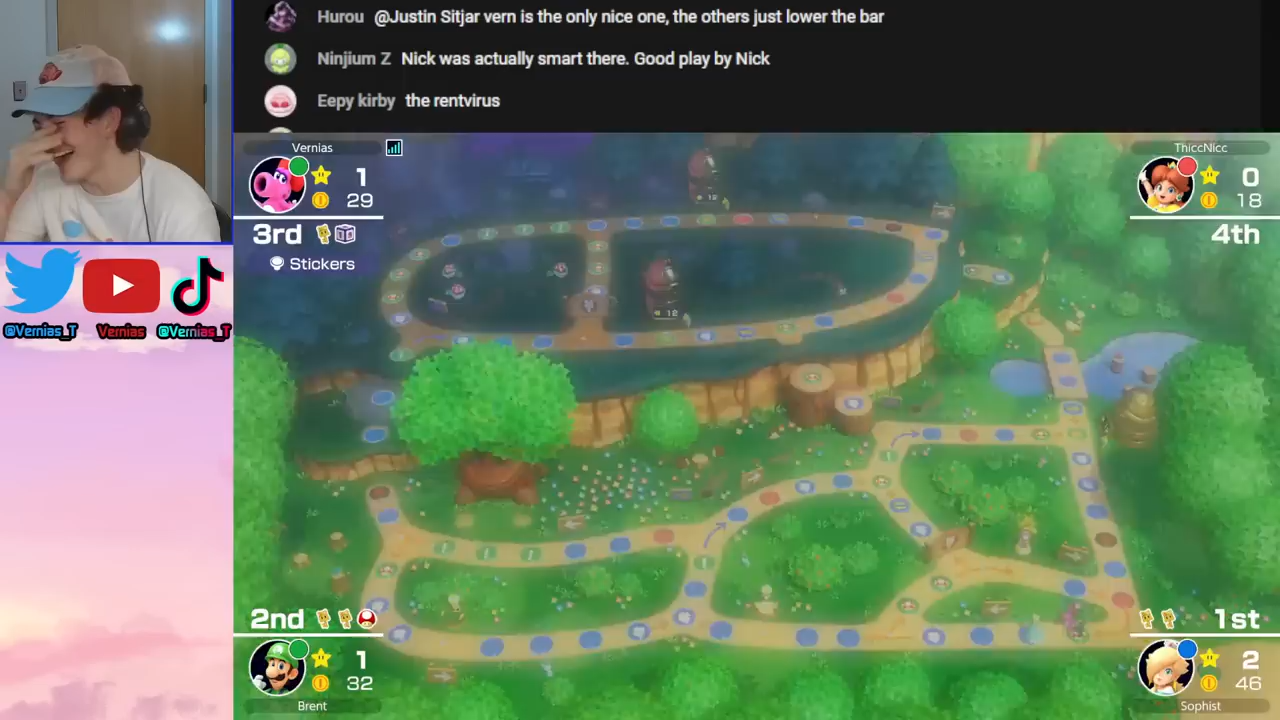 Hurou @Justin Sitjar vern is the only nice one, the others just lower the bar
Ninjium Z Nick was actually smart there. Good play by Nick
Eepy kirby the rentvirus
Vernias
1
29
3rd
Stickers
ThiccNicc
0
18
4th
@Vernias_T Vernias @Vernias_T
12
12
2nd
1
32
Brent
1st
2
46
Sophist